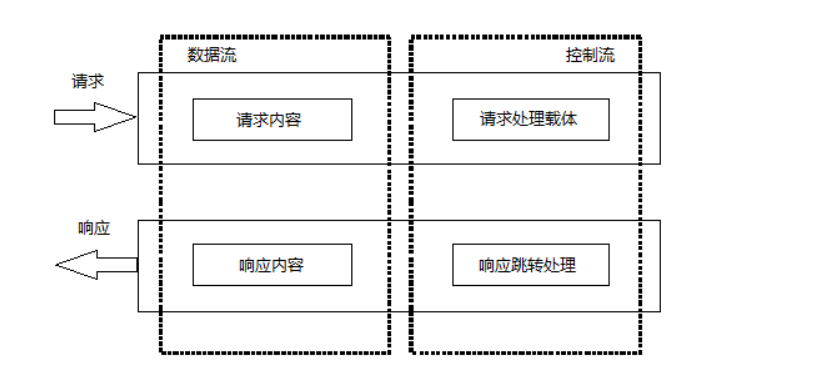 数据流
控制流
请求
请求内容
请求处理载体
响应
响应内容
响应跳转处理